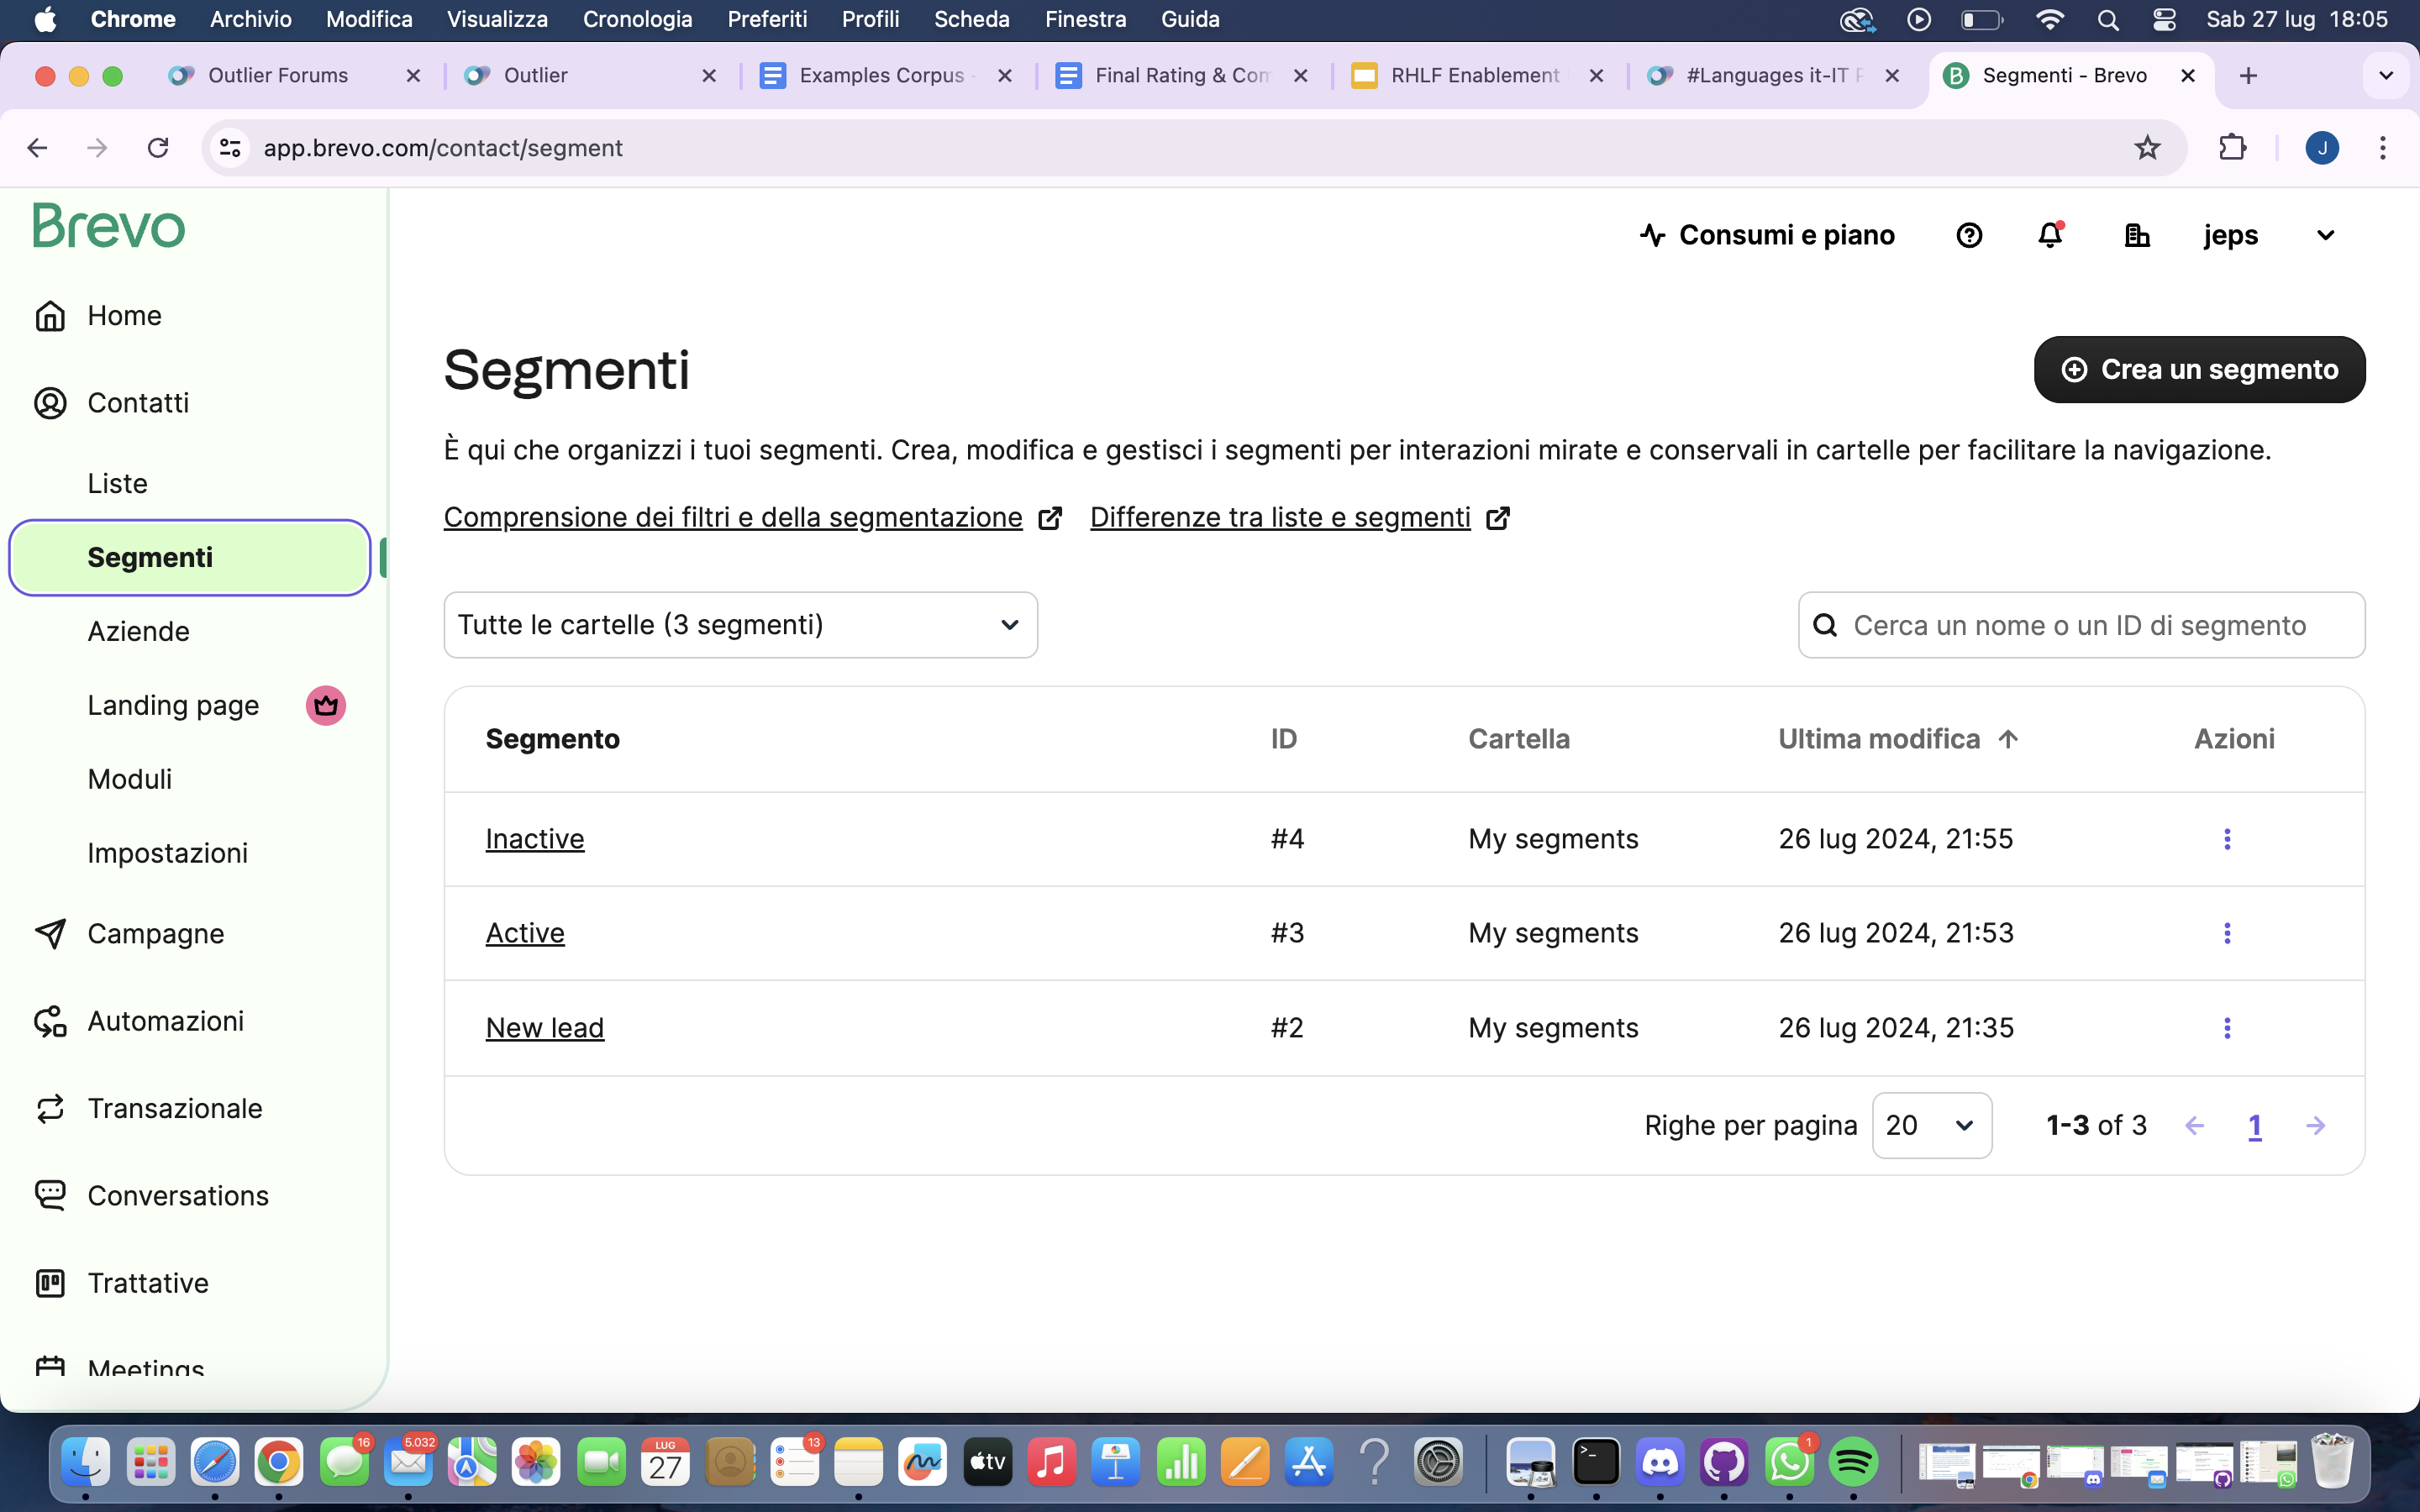 Chrome Archivio Modifica Visualizza Cronologia Preferiti Profili Scheda Finestra Guida Sab 27 lug 18:05
Outlier Forums Outlier Examples Corpus - Final Rating & Com RHLF Enablement #Languages it-IT Segmenti - Brevo
app.brevo.com/contact/segment J
Brevo
Consumi e piano jeps
Home
Contatti
Liste
Segmenti
Aziende
Landing page
Moduli
Impostazioni
Campagne
Automazioni
Transazionale
Conversations
Trattative
Meetings
Segmenti
Crea un segmento
È qui che organizzi i tuoi segmenti. Crea, modifica e gestisci i segmenti per interazioni mirate e conservali in cartelle per facilitare la navigazione.
Comprensione dei filtri e della segmentazione Differenze tra liste e segmenti
Tutte le cartelle (3 segmenti) Cerca un nome o un ID di segmento
Segmento ID Cartella Ultima modifica Azioni
Inactive #4 My segments 26 lug 2024, 21:55
Active #3 My segments 26 lug 2024, 21:53
New lead #2 My segments 26 lug 2024, 21:35
Righe per pagina 20 1-3 of 3 1
16 5.032 LUG 27 13 tv 1